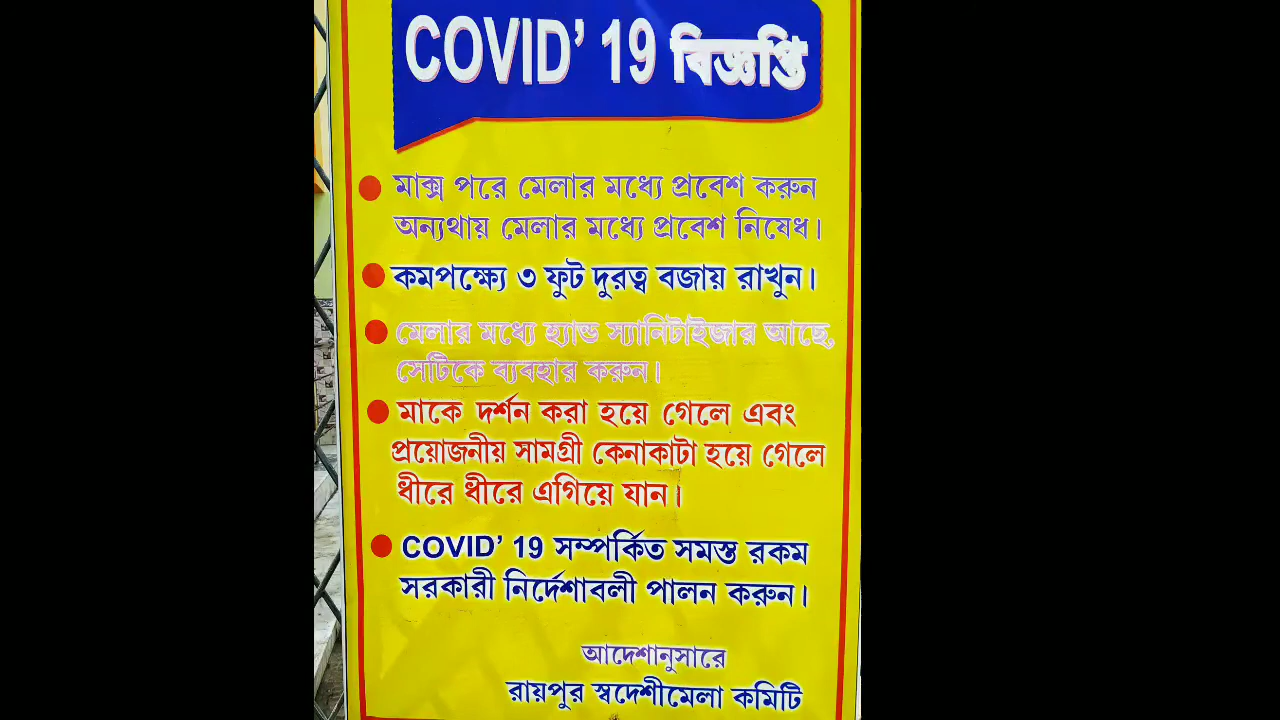 COVID’ 19 বিজ্ঞপ্তি
মাক্স পরে মেলার মধ্যে প্রবেশ করুন
অন্যথায় মেলার মধ্যে প্রবেশ নিষেধ।
কমপক্ষ্যে ৩ ফুট দুরত্ব বজায় রাখুন।
মেলার মধ্যে হ্যান্ড স্যানিটাইজার আছে,
সেটিকে ব্যবহার করুন।
মাকে দর্শন করা হয়ে গেলে এবং
প্রয়োজনীয় সামগ্রী কেনাকাটা হয়ে গেলে
ধীরে ধীরে এগিয়ে যান।
COVID’ 19 সম্পর্কিত সমস্ত রকম
সরকারী নির্দেশাবলী পালন করুন।
আদেশানুসারে
রায়পুর স্বদেশীমেলা কমিটি